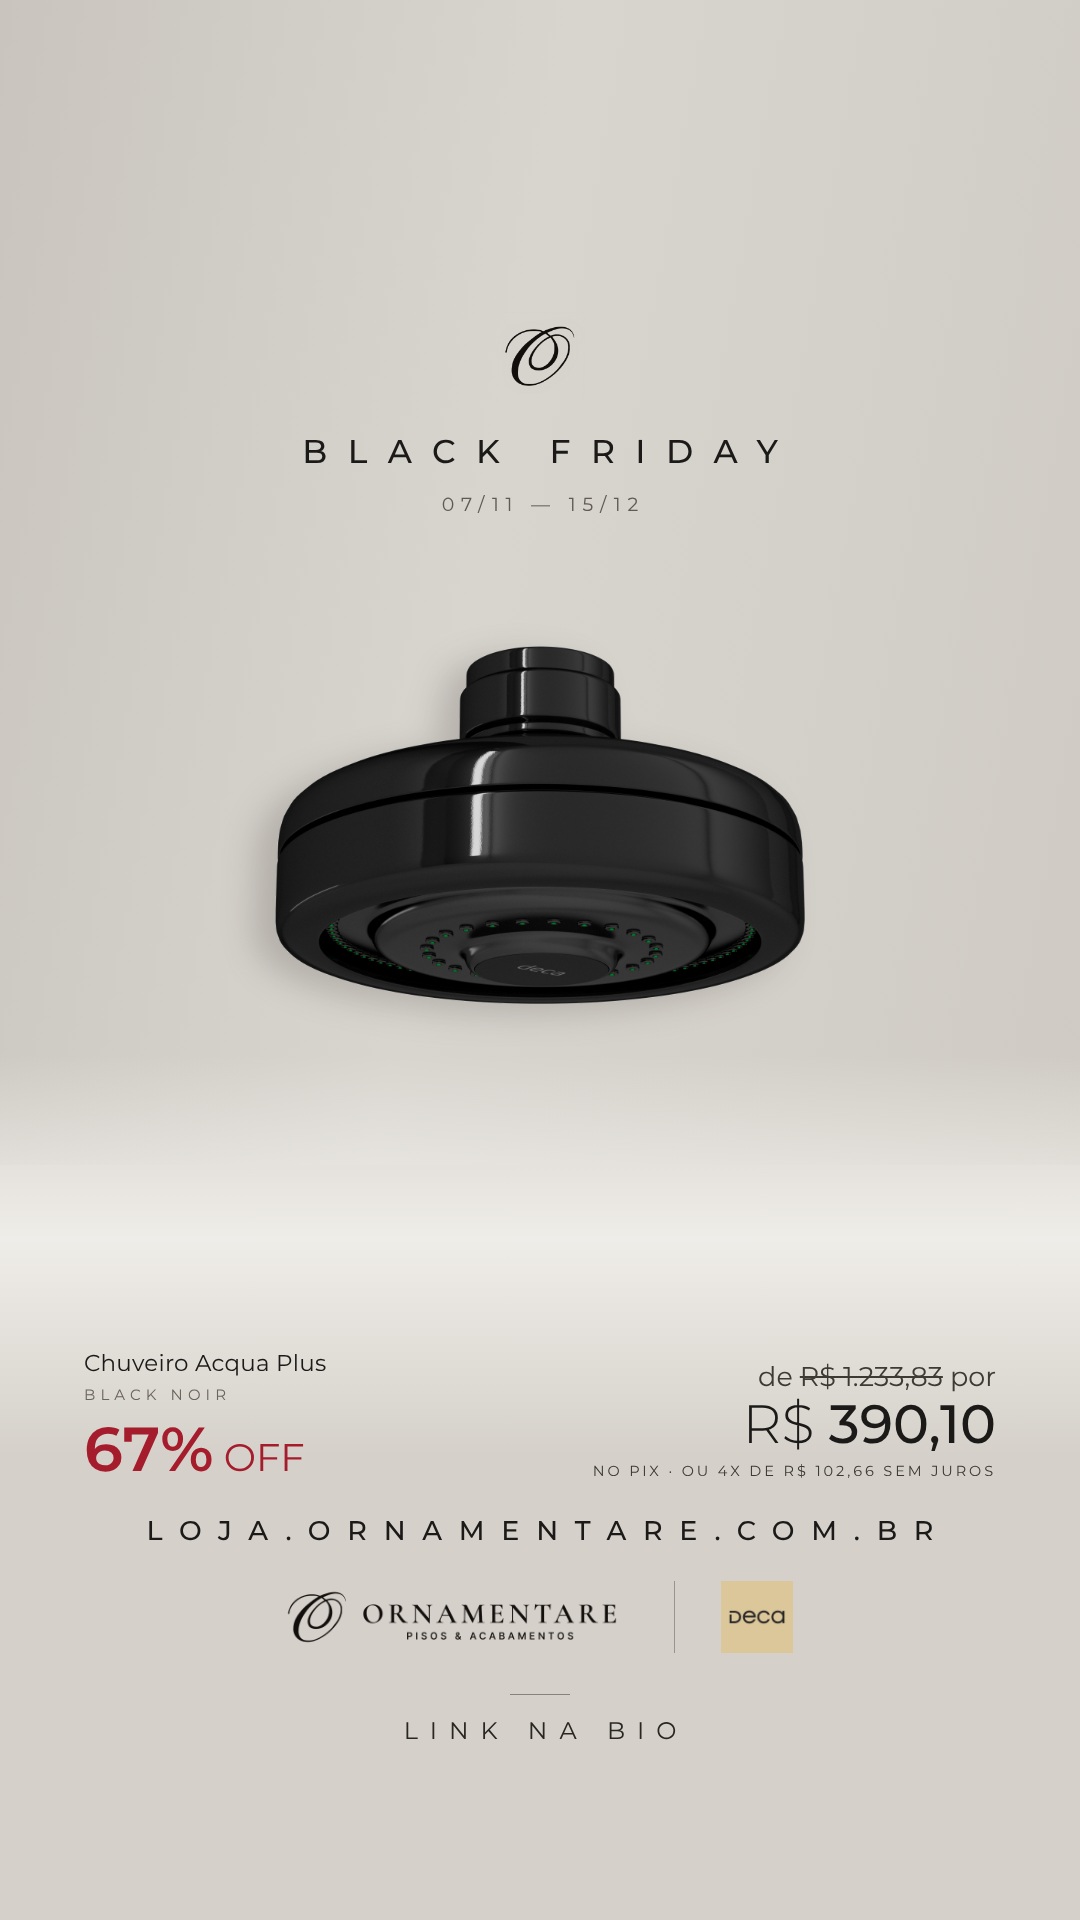 BLACK FRIDAY
07/11 — 15/12
deca
Chuveiro Acqua Plus
BLACK NOIR
67% OFF
de R$ 1.233,83 por
R$ 390,10
NO PIX · OU 4X DE R$ 102,66 SEM JUROS
LOJA.ORNAMENTARE.COM.BR
ORNAMENTARE
PISOS & ACABAMENTOS
Deca
LINK NA BIO